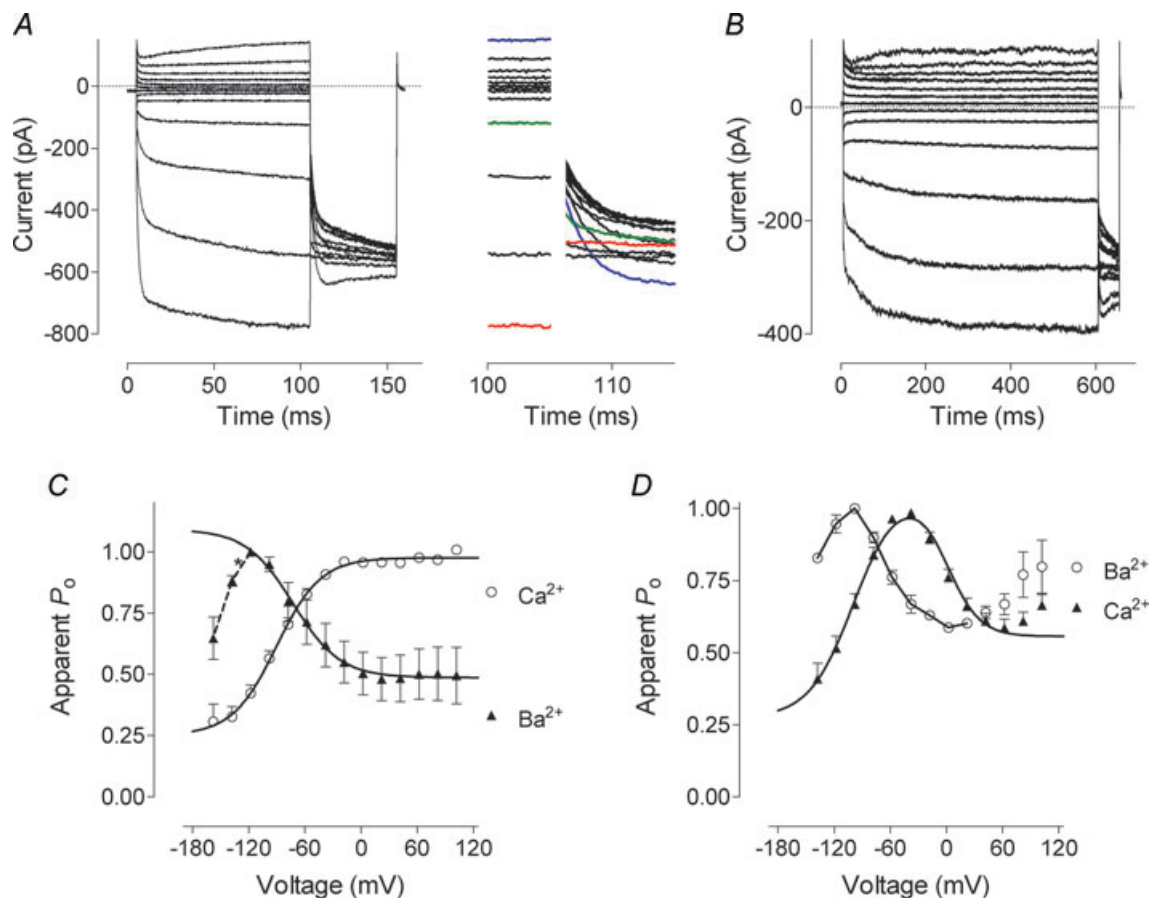 A
Current (pA)
0
-200
-400
-600
-800
0 50 100 150
Time (ms)
100 110
Time (ms)
B
Current (pA)
0
-200
-400
0 200 400 600
Time (ms)
C
Apparent Po
1.00
0.75
0.50
0.25
0.00
*
Ca2+
Ba2+
-180 -120 -60 0 60 120
Voltage (mV)
D
Apparent Po
1.00
0.75
0.50
0.25
0.00
Ba2+
Ca2+
-180 -120 -60 0 60 120
Voltage (mV)